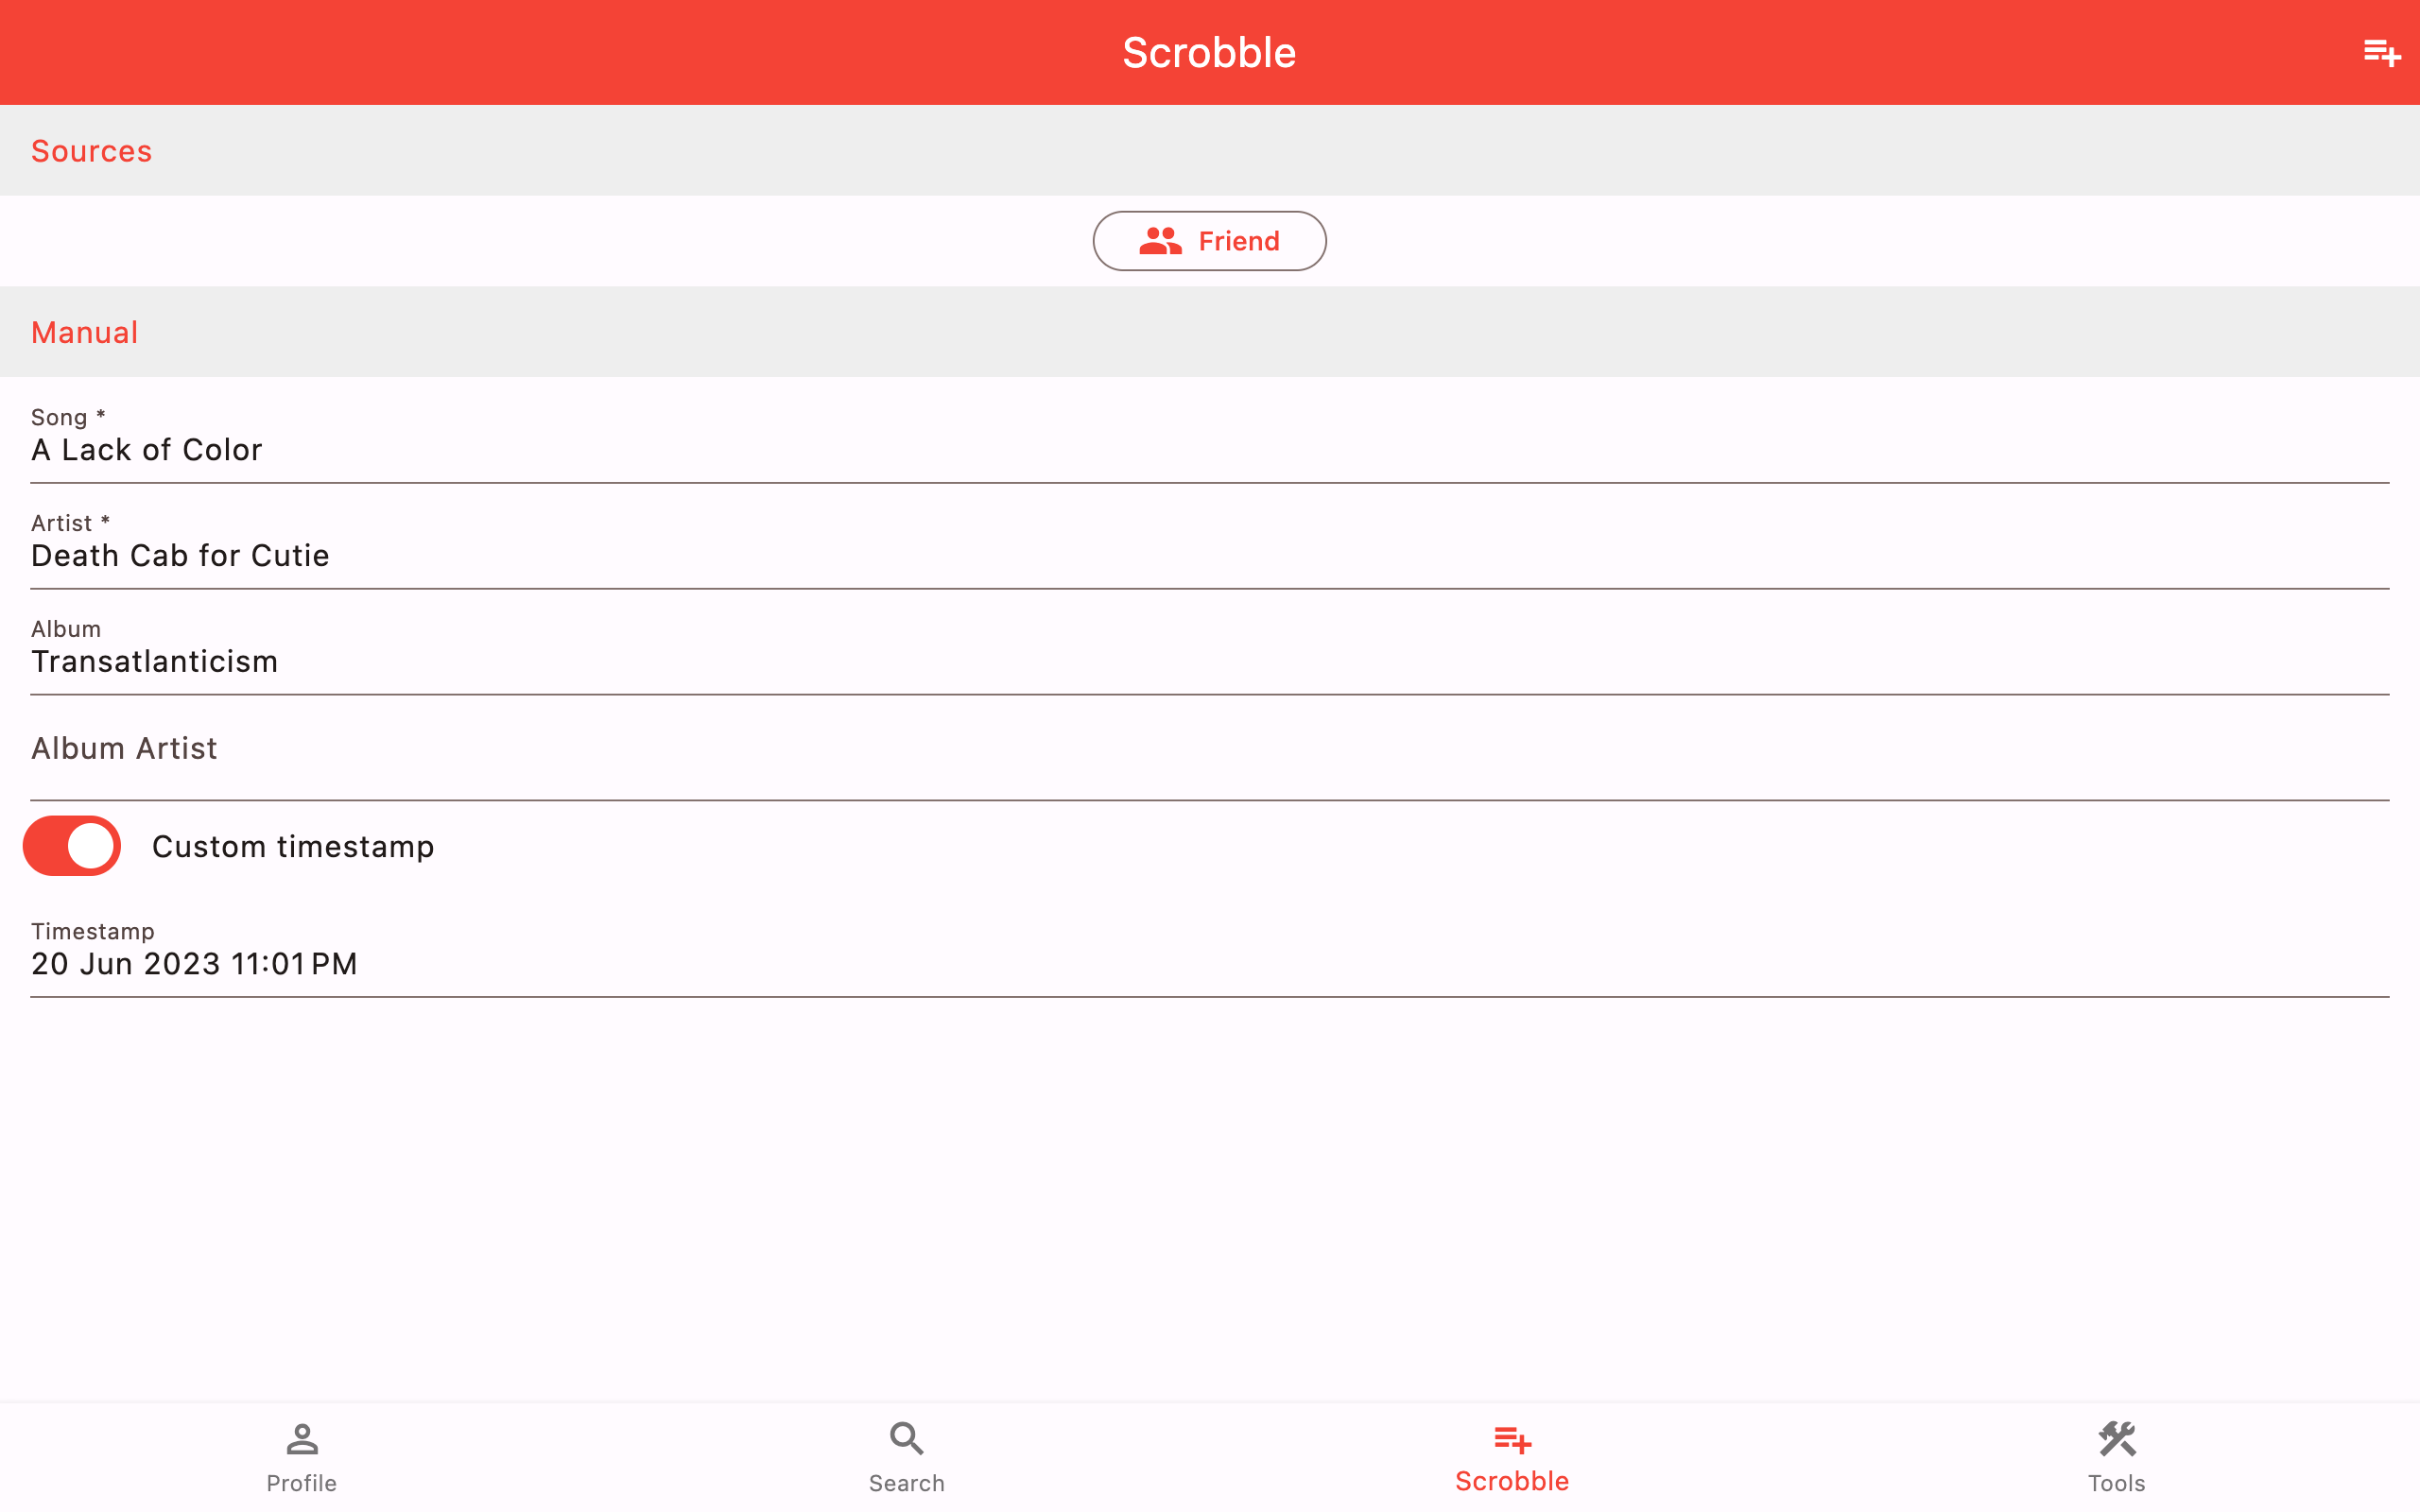 Scrobble
Sources
Friend
Manual
Song *
A Lack of Color
Artist *
Death Cab for Cutie
Album
Transatlanticism
Album Artist
Custom timestamp
Timestamp
20 Jun 2023 11:01 PM
Profile
Search
Scrobble
Tools